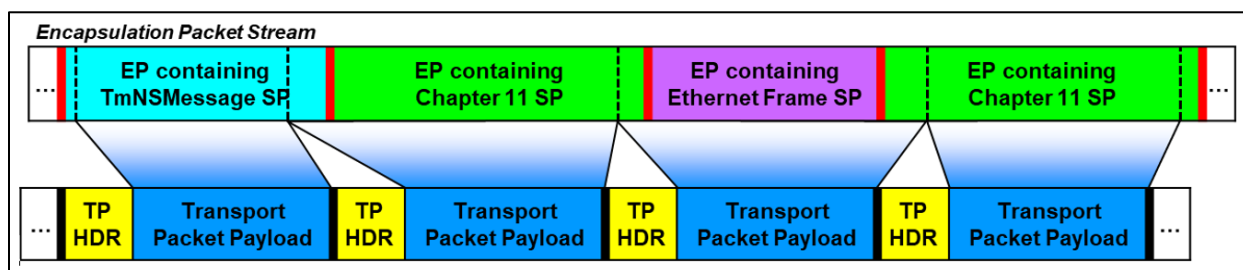 Encapsulation Packet Stream
... EP containing EP containing EP containing EP containing ...
TmNSMessage SP Chapter 11 SP Ethernet Frame SP Chapter 11 SP
... TP Transport TP Transport TP Transport TP Transport ...
HDR Packet Payload HDR Packet Payload HDR Packet Payload HDR Packet Payload